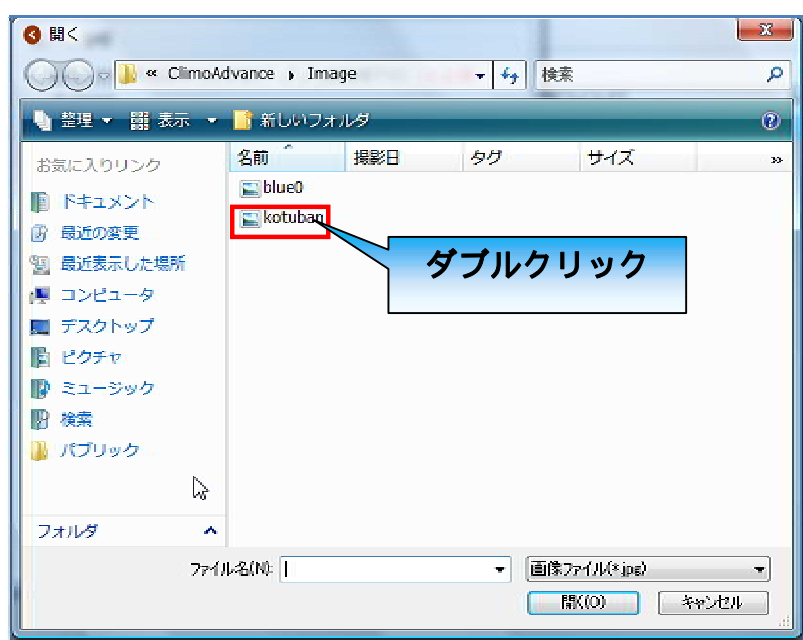 開く
« ClimoAdvance ▸ Image
検索
整理 表示 新しいフォルダ
お気に入りリンク
ドキュメント
最近の変更
最近表示した場所
コンピュータ
デスクトップ
ピクチャ
ミュージック
検索
パブリック
フォルダ
名前 撮影日 タグ サイズ »
blue0
kotuban
ダブルクリック
ファイル名(N):
画像ファイル(*.jpg)
開く(O) キャンセル